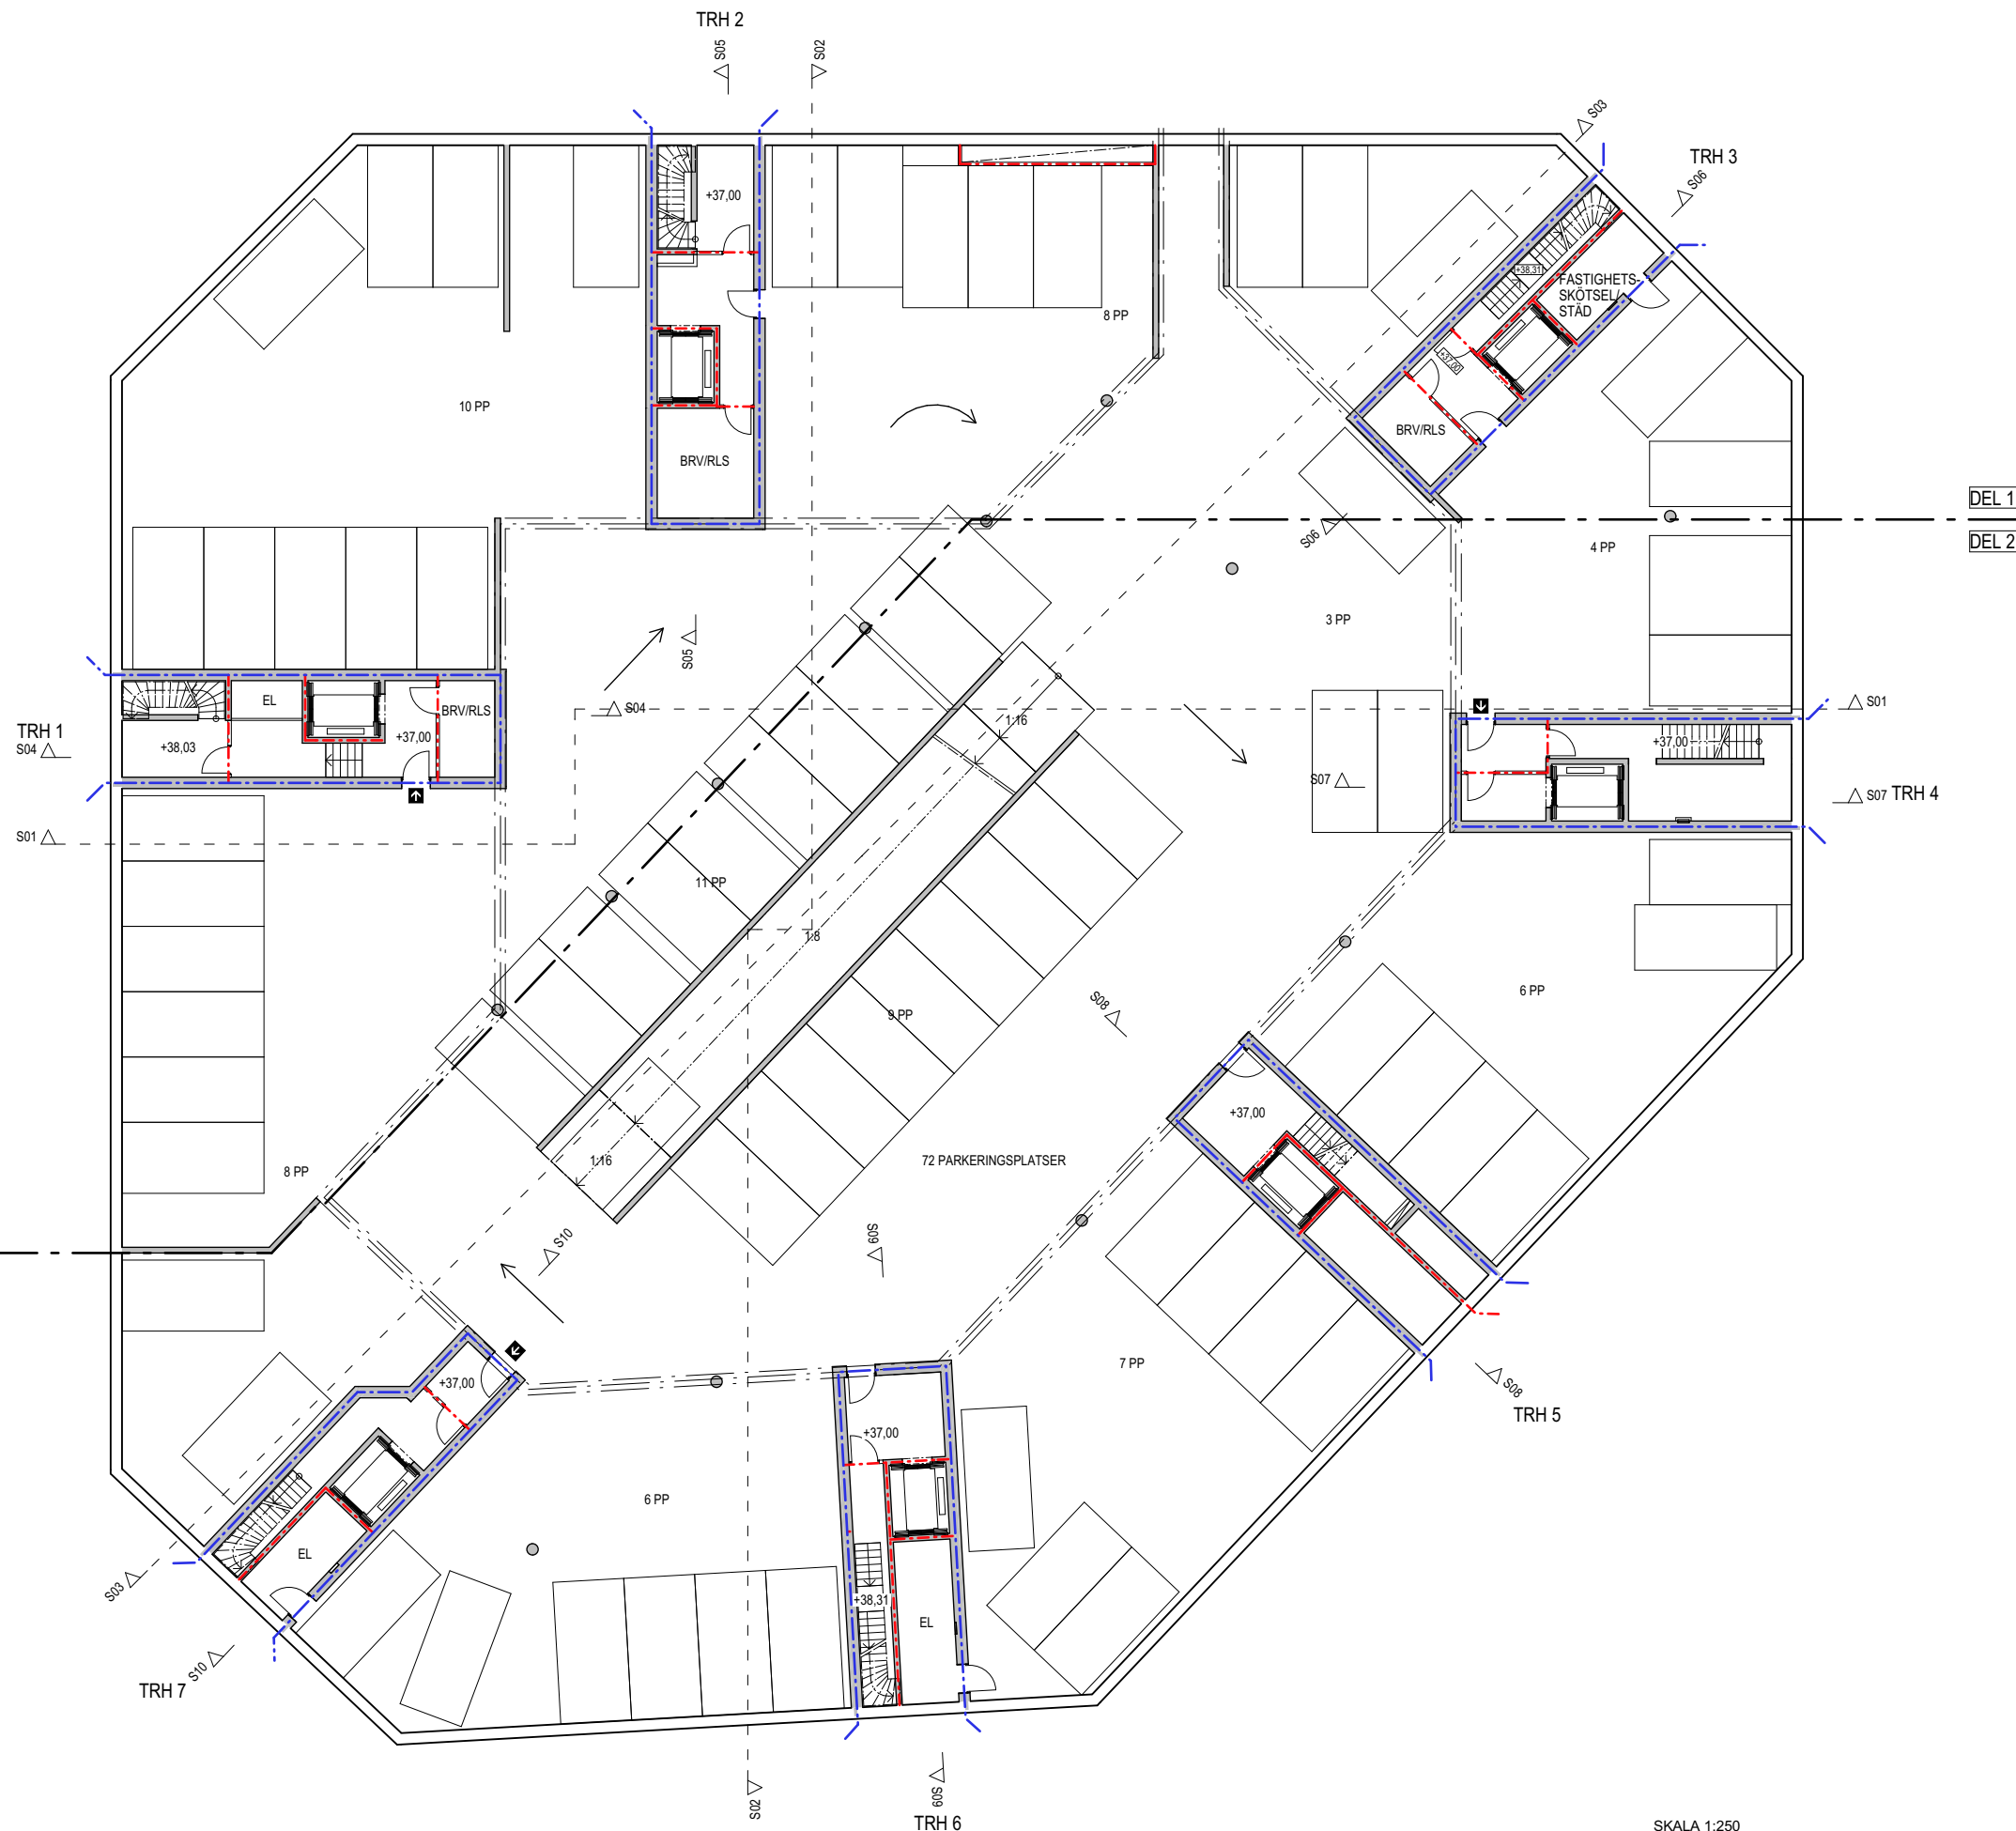 TRH 2
S05
S02
S03
TRH 3
S06
+37,00
+38,31
FASTIGHETS-
SKÖTSEL/
STÄD
8 PP
+37,00
10 PP
BRV/RLS
BRV/RLS
DEL 1
S06
4 PP
DEL 2
3 PP
S05
EL
BRV/RLS
S04
S01
TRH 1
S04
+38,03
+37,00
1:16
+37,00
S07
S07
TRH 4
S01
11 PP
1:8
6 PP
S08
9 PP
+37,00
72 PARKERINGSPLATSER
1:16
8 PP
S10
S09
7 PP
+37,00
S08
TRH 5
+37,00
6 PP
EL
S03
+38,31
EL
S10
TRH 7
S02
S09
TRH 6
SKALA 1:250